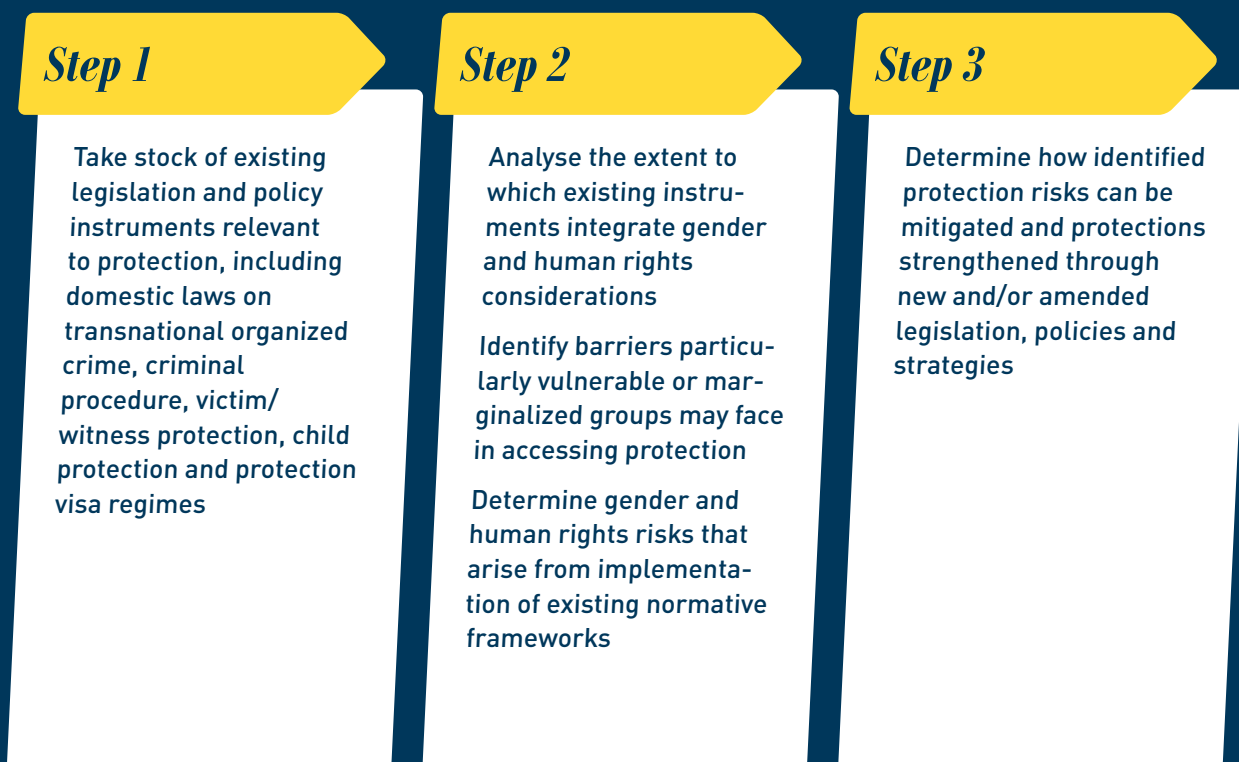 Step 1
Take stock of existing
legislation and policy
instruments relevant
to protection, including
domestic laws on
transnational organized
crime, criminal
procedure, victim/
witness protection, child
protection and protection
visa regimes
Step 2
Analyse the extent to
which existing instru-
ments integrate gender
and human rights
considerations
Identify barriers particu-
larly vulnerable or mar-
ginalized groups may face
in accessing protection
Determine gender and
human rights risks that
arise from implementa-
tion of existing normative
frameworks
Step 3
Determine how identified
protection risks can be
mitigated and protections
strengthened through
new and/or amended
legislation, policies and
strategies